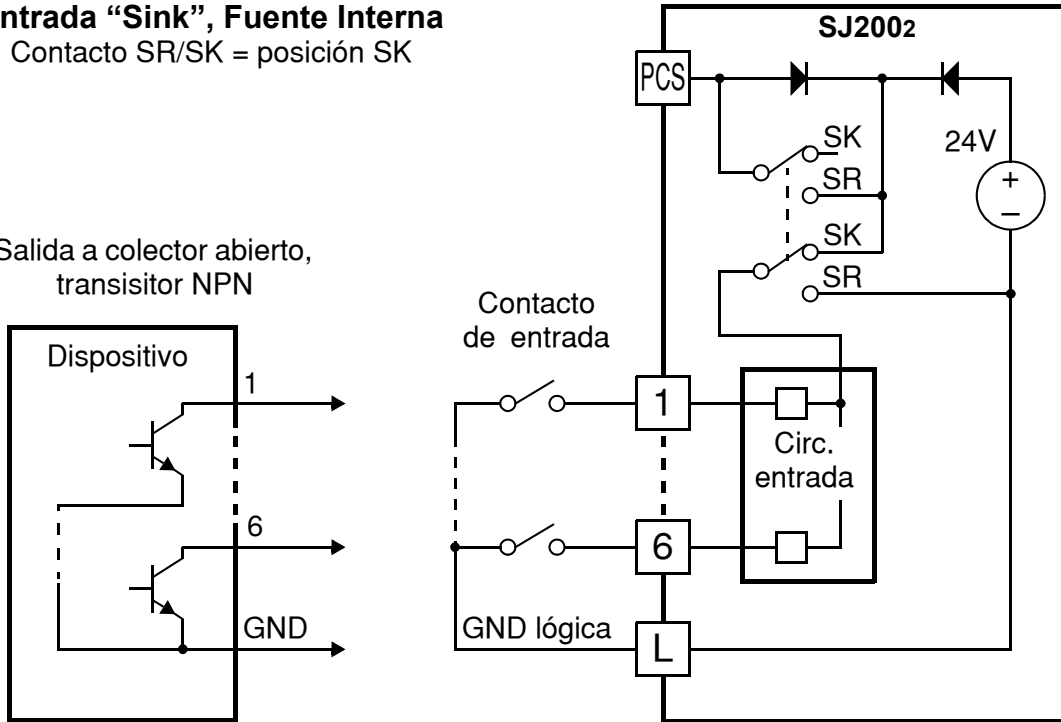 ntrada “Sink”, Fuente Interna
Contacto SR/SK = posición SK
SJ2002
PCS
SK
24V
SR
+
–
SK
SR
Salida a colector abierto,
transisitor NPN
Contacto
de entrada
Dispositivo
1
1
Circ.
entrada
6
6
GND
GND lógica
L